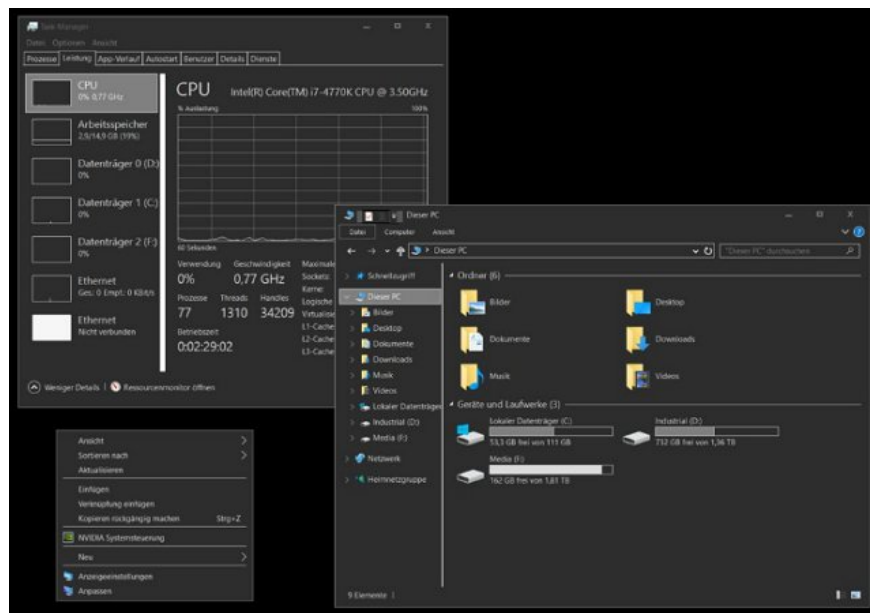 Task Manager
Datei Optionen Ansicht
Prozesse Leistung App-Verlauf Autostart Benutzer Details Dienste
CPU
0% 0,77 GHz
Arbeitsspeicher
2,9/14,9 GB (19%)
Datenträger 0 (D:)
0%
Datenträger 1 (C:)
0%
Datenträger 2 (F:)
0%
Ethernet
Ges.: 0 Empf.: 0 KBit/s
Ethernet
Nicht verbunden
CPU Intel(R) Core(TM) i7-4770K CPU @ 3.50GHz
% Auslastung 100%
60 Sekunden
Verwendung Geschwindigkeit
0% 0,77 GHz
Prozesse Threads Handles
77 1310 34209
Betriebszeit
0:02:29:02
Maximale
Sockets:
Kerne:
Logische
Virtualisie
L1-Cache
L2-Cache
L3-Cache
Weniger Details | Ressourcenmonitor öffnen
Dieser PC
Datei Computer Ansicht
Dieser PC
"Dieser PC" durchsuchen
Schnellzugriff
Dieser PC
Bilder
Desktop
Dokumente
Downloads
Musik
Videos
Lokaler Datenträger
Industrial (D:)
Media (F:)
Netzwerk
Heimnetzgruppe
Ordner (6)
Bilder
Desktop
Dokumente
Downloads
Musik
Videos
Geräte und Laufwerke (3)
Lokaler Datenträger (C:)
53,3 GB frei von 111 GB
Industrial (D:)
732 GB frei von 1,36 TB
Media (F:)
162 GB frei von 1,81 TB
9 Elemente
Ansicht
Sortieren nach
Aktualisieren
Einfügen
Verknüpfung einfügen
Kopieren rückgängig machen Strg+Z
NVIDIA Systemsteuerung
Neu
Anzeigeeinstellungen
Anpassen